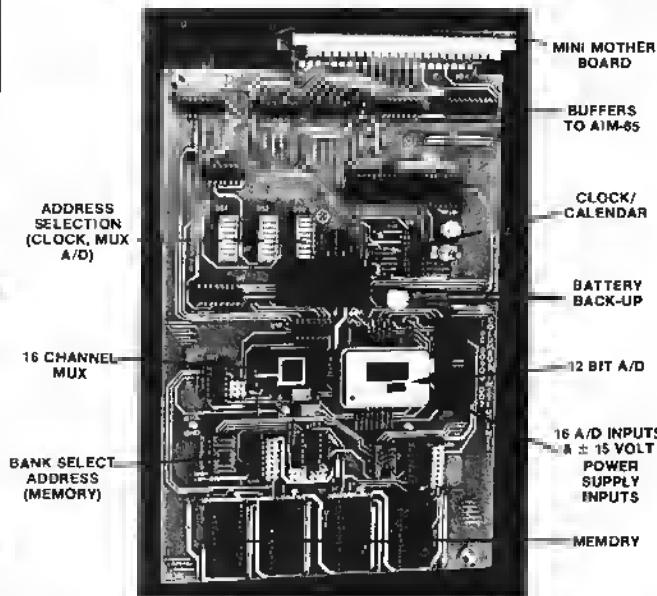 MINI MOTHER
BOARD
BUFFERS
TO AIM-65
ADDRESS
SELECTION
(CLOCK, MUX
A/D)
CLOCK/
CALENDAR
BATTERY
BACK-UP
16 CHANNEL
MUX
12 BIT A/D
BANK SELECT
ADDRESS
(MEMORY)
16 A/D INPUTS
& ± 15 VOLT
POWER
SUPPLY
INPUTS
MEMORY